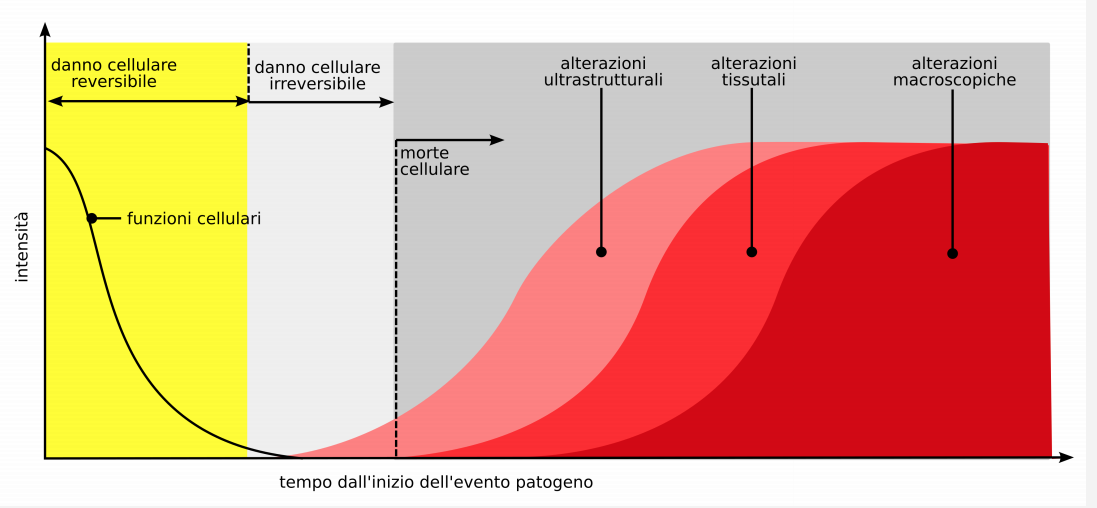 danno cellulare
reversibile
danno cellulare
irreversibile
alterazioni
ultrastrutturali
alterazioni
tissutali
alterazioni
macroscopiche
morte
cellulare
funzioni cellulari
intensità
tempo dall'inizio dell'evento patogeno